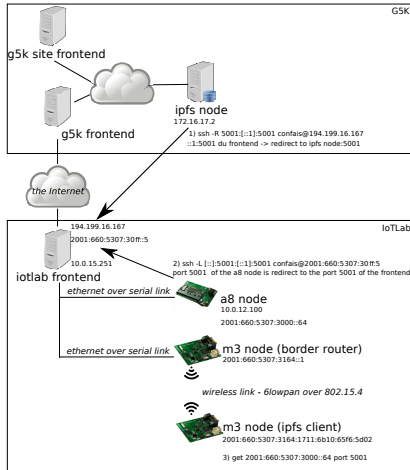 G5K
g5k site frontend
g5k frontend
ipfs node
172.16.17.2
1) ssh -R 5001:[::1]:5001 confais@194.199.16.167
::1:5001 du frontend -> redirect to ipfs node:5001
the Internet
IoTLab
194.199.16.167
2001:660:5307:30ff::5
10.0.15.251
iotlab frontend
2) ssh -L [::]:5001:[::1]:5001 confais@2001:660:5307:30ff:5
port 5001 of the a8 node is redirect to the port 5001 of the frontend
ethernet over serial link
a8 node
10.0.12.100
2001:660:5307:3000::64
ethernet over serial link
m3 node (border router)
2001:660:5307:3164::1
wireless link - 6lowpan over 802.15.4
m3 node (ipfs client)
2001:660:5307:3164:1711:6b10:65f6:5d02
3) get 2001:660:5307:3000::64 port 5001